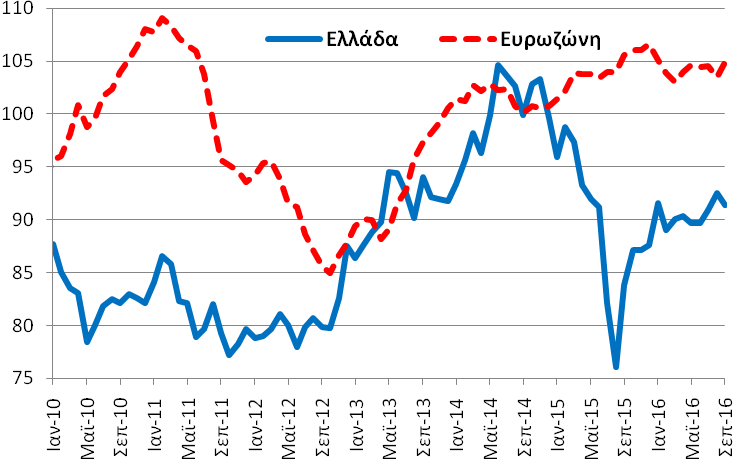 110
105
100
95
90
85
80
75
Ελλάδα
Ευρωζώνη
Ιαν-10
Μαϊ-10
Σεπ-10
Ιαν-11
Μαϊ-11
Σεπ-11
Ιαν-12
Μαϊ-12
Σεπ-12
Ιαν-13
Μαϊ-13
Σεπ-13
Ιαν-14
Μαϊ-14
Σεπ-14
Ιαν-15
Μαϊ-15
Σεπ-15
Ιαν-16
Μαϊ-16
Σεπ-16